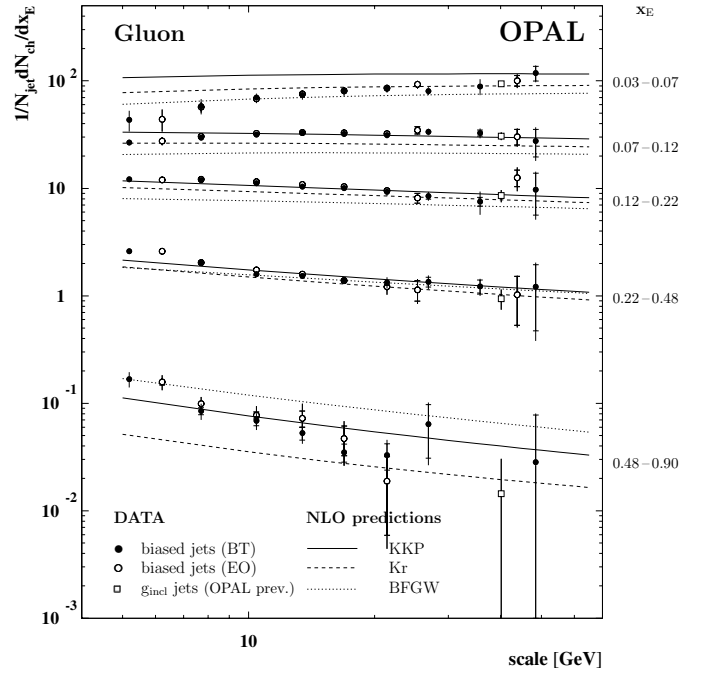 1/N_jet dN_ch/dx_E
Gluon
OPAL
x_E
10^2
10
1
10^-1
10^-2
10^-3
0.03−0.07
0.07−0.12
0.12−0.22
0.22−0.48
0.48−0.90
DATA
biased jets (BT)
biased jets (EO)
g_incl jets (OPAL prev.)
NLO predictions
KKP
Kr
BFGW
10
scale [GeV]